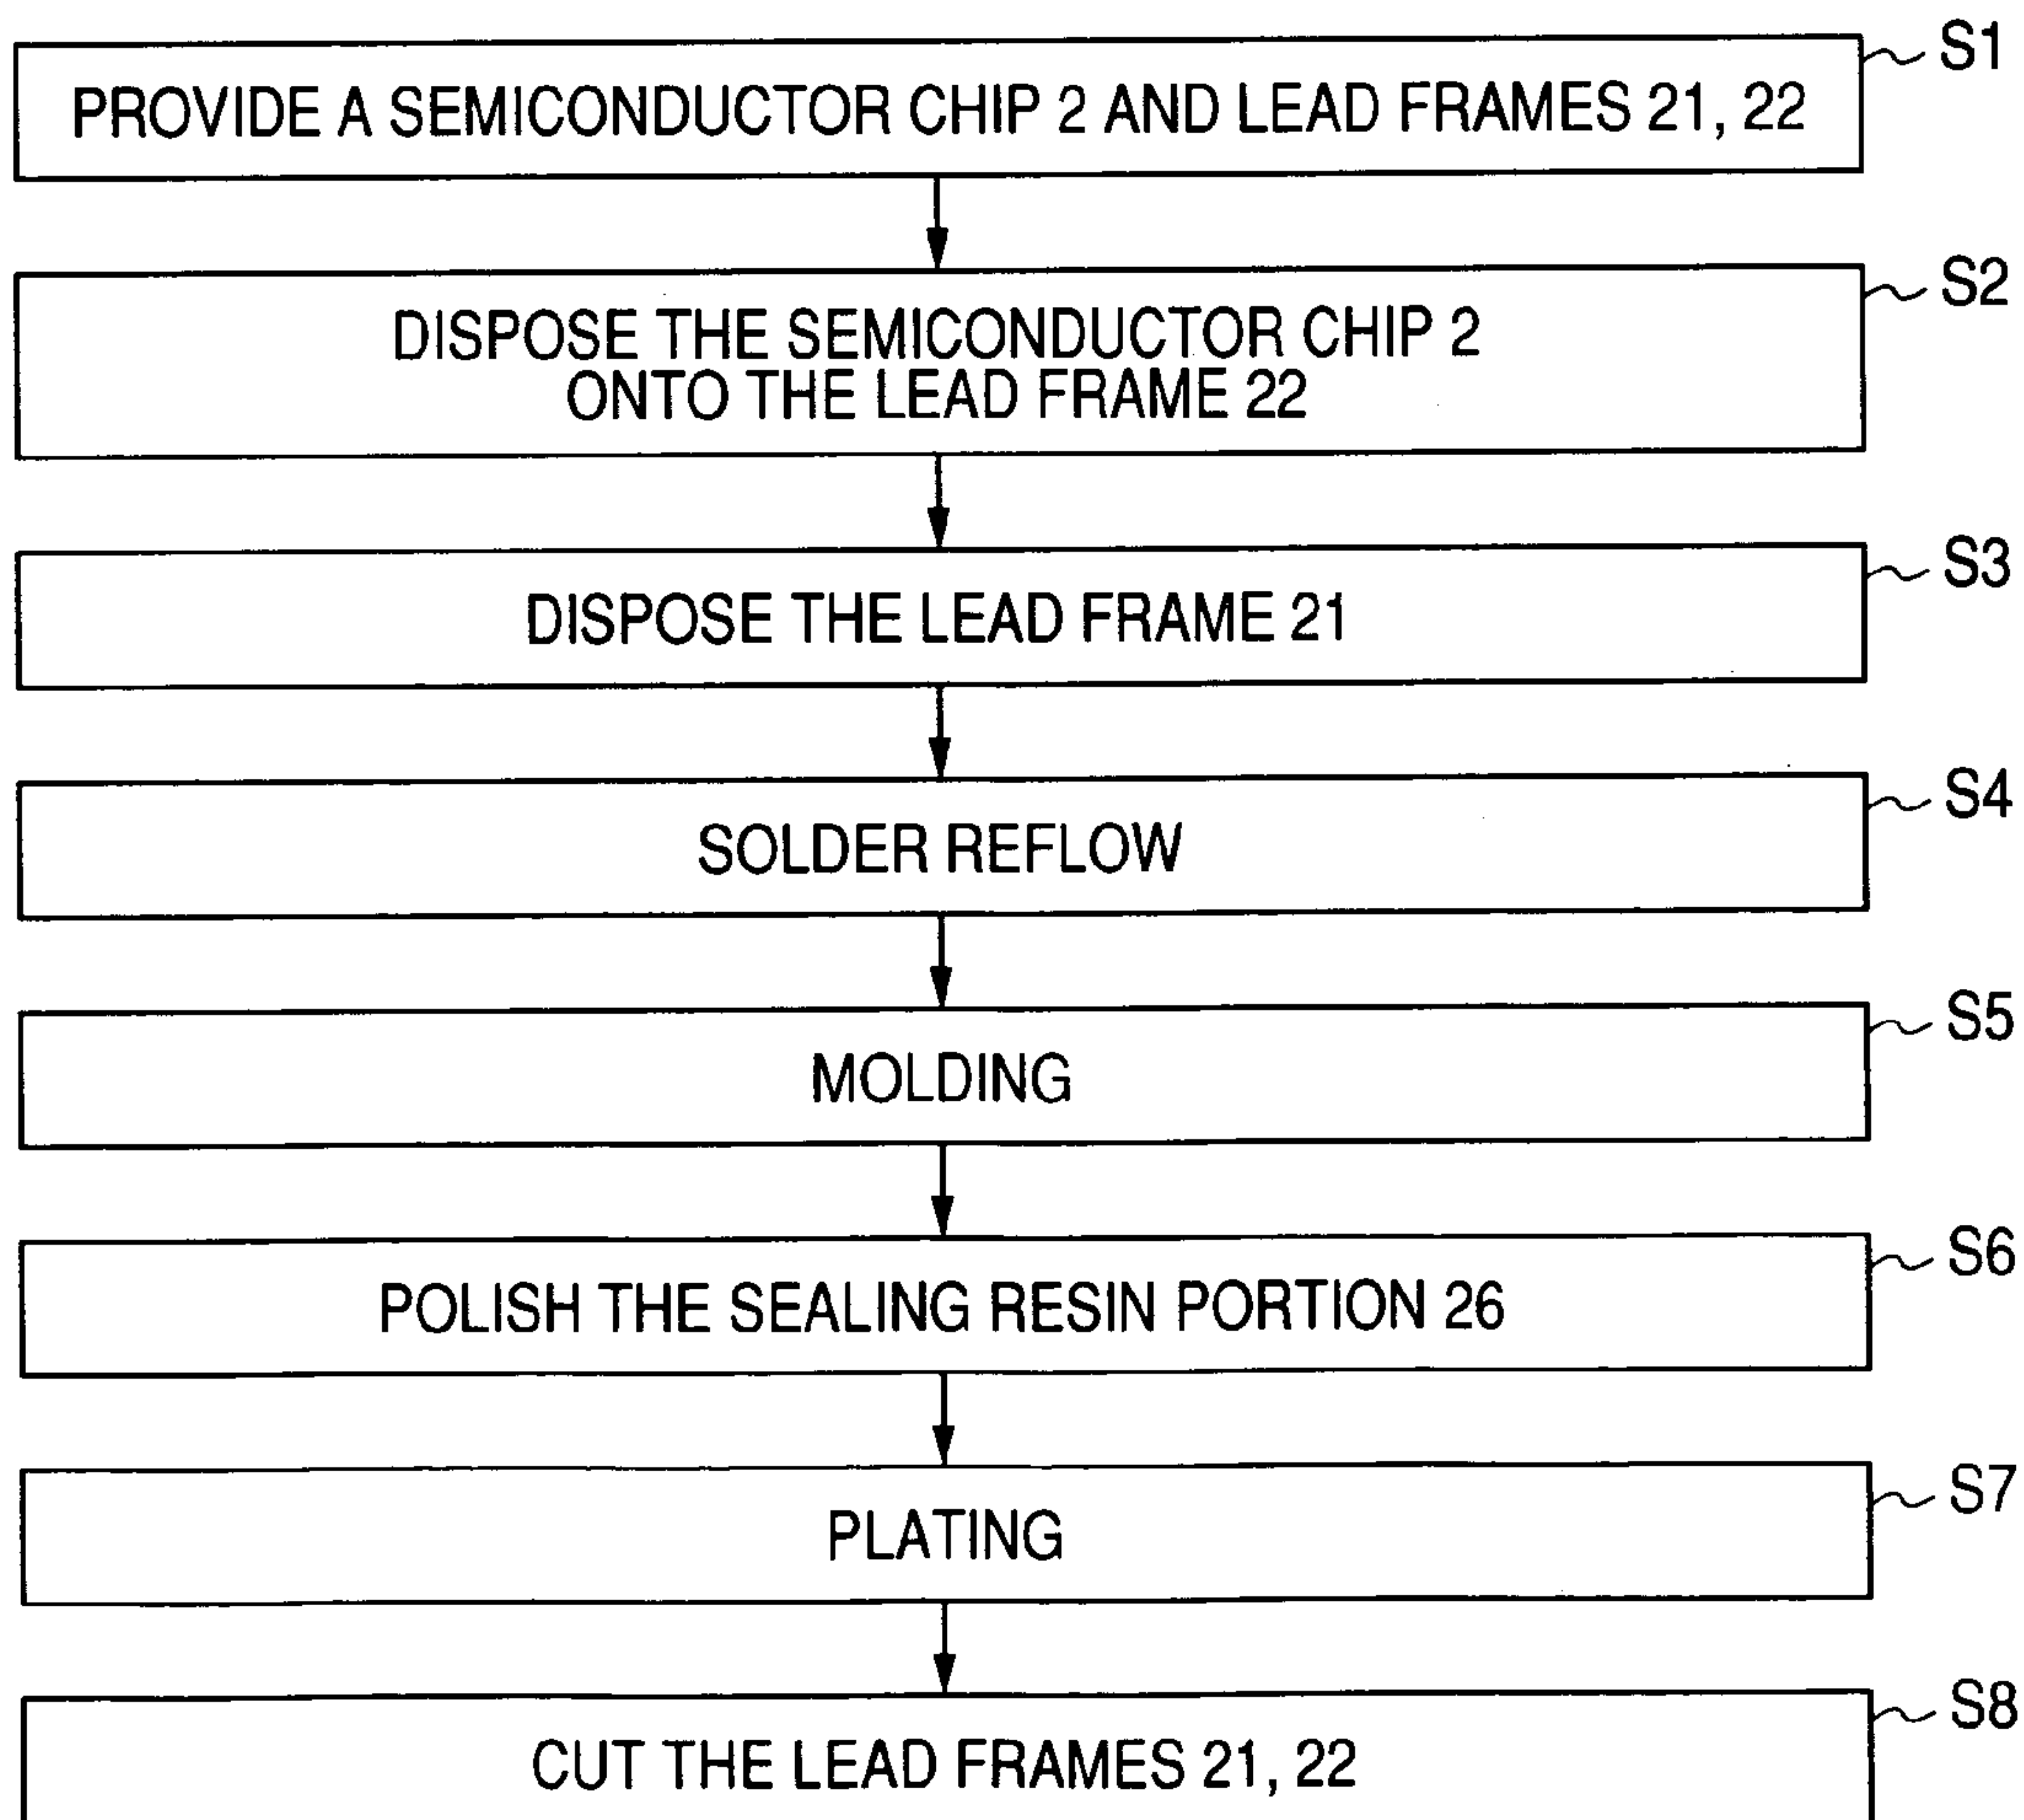 S1
PROVIDE A SEMICONDUCTOR CHIP 2 AND LEAD FRAMES 21, 22
S2
DISPOSE THE SEMICONDUCTOR CHIP 2
ONTO THE LEAD FRAME 22
S3
DISPOSE THE LEAD FRAME 21
S4
SOLDER REFLOW
S5
MOLDING
S6
POLISH THE SEALING RESIN PORTION 26
S7
PLATING
S8
CUT THE LEAD FRAMES 21, 22